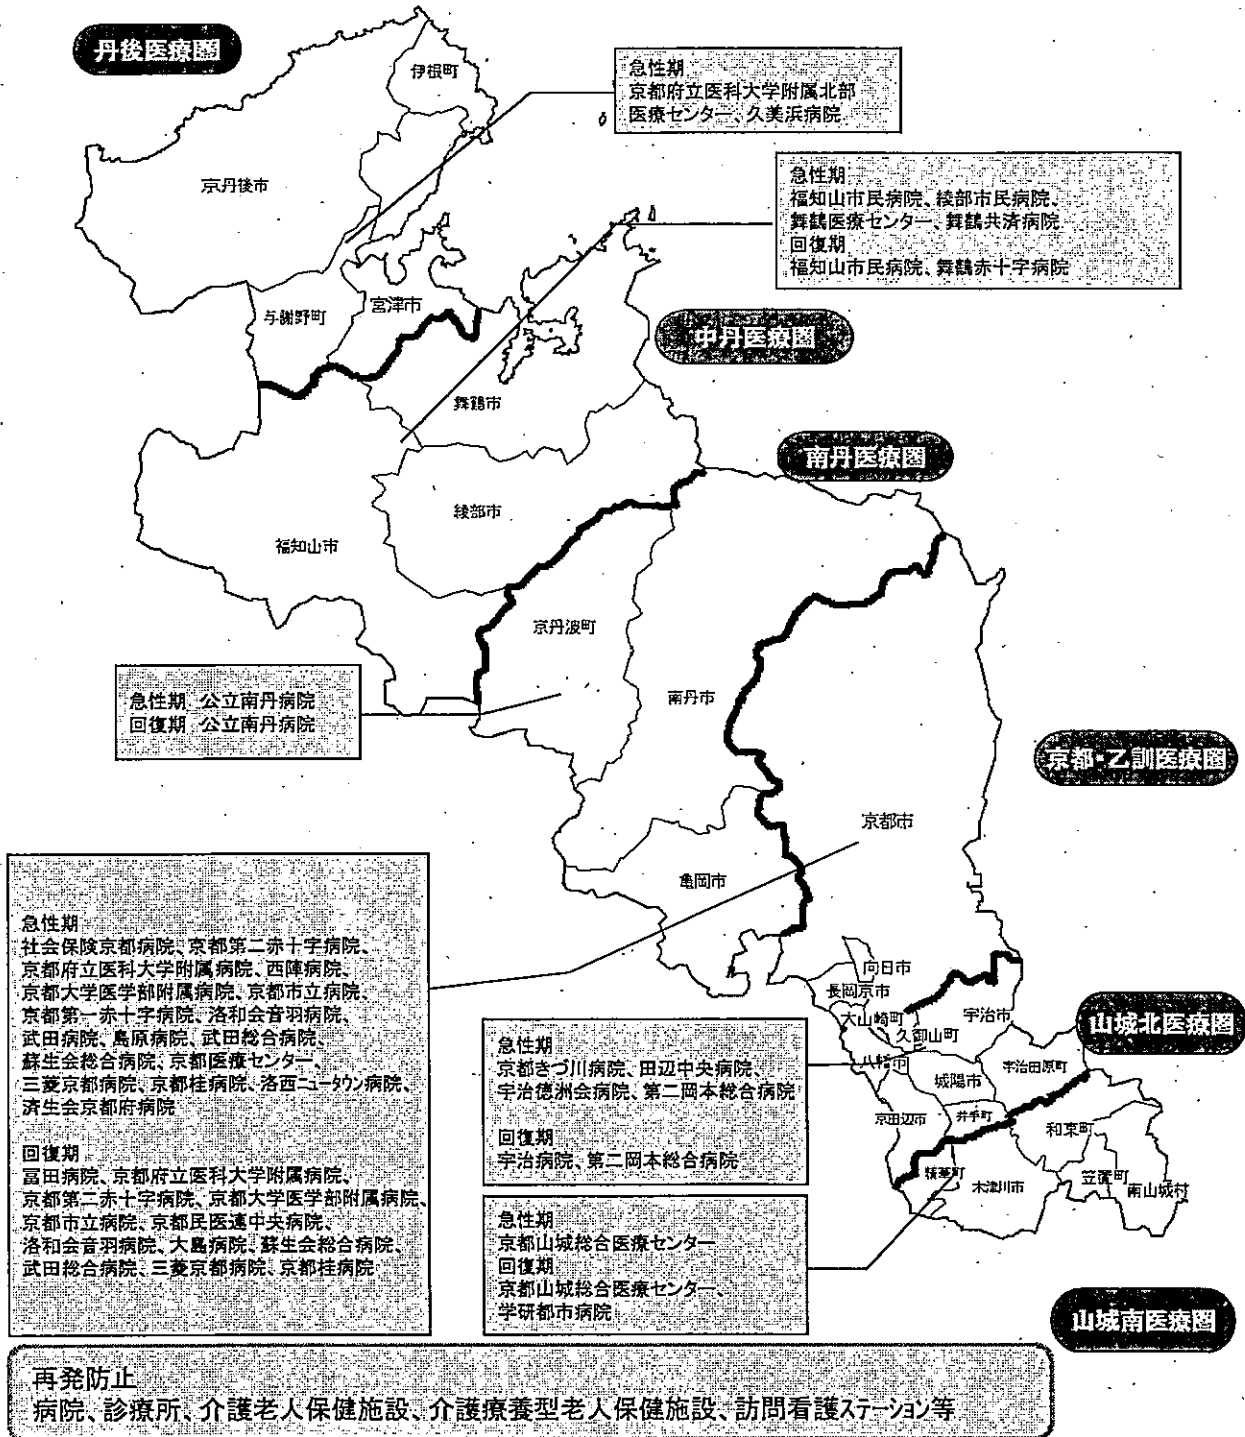 丹後医療圏
伊根町
急性期
京都府立医科大学附属北部
医療センター、久美浜病院
京丹後市
急性期
福知山市民病院、綾部市民病院、
舞鶴医療センター、舞鶴共済病院
回復期
福知山市民病院、舞鶴赤十字病院
与謝野町
宮津市
中丹医療圏
舞鶴市
南丹医療圏
綾部市
福知山市
京丹波町
南丹市
急性期 公立南丹病院
回復期 公立南丹病院
京都・乙訓医療圏
京都市
亀岡市
急性期
社会保険京都病院、京都第二赤十字病院、
京都府立医科大学附属病院、西陣病院、
京都大学医学部附属病院、京都市立病院、
京都第一赤十字病院、洛和会音羽病院、
武田病院、島原病院、武田総合病院、
蘇生会総合病院、京都医療センター、
三菱京都病院、京都桂病院、洛西ニュータウン病院、
済生会京都府病院
回復期
冨田病院、京都府立医科大学附属病院、
京都第二赤十字病院、京都大学医学部附属病院、
京都市立病院、京都民医連中央病院、
洛和会音羽病院、大島病院、蘇生会総合病院、
武田総合病院、三菱京都病院、京都桂病院
向日市
長岡京市
大山崎町
久御山町
宇治市
山城北医療圏
八幡市
城陽市
宇治田原町
京田辺市
井手町
和束町
精華町
木津川市
笠置町
南山城村
急性期
京都きづ川病院、田辺中央病院、
宇治徳洲会病院、第二岡本総合病院
回復期
宇治病院、第二岡本総合病院
急性期
京都山城総合医療センター
回復期
京都山城総合医療センター、
学研都市病院
山城南医療圏
再発防止
病院、診療所、介護老人保健施設、介護療養型老人保健施設、訪問看護ステーション等